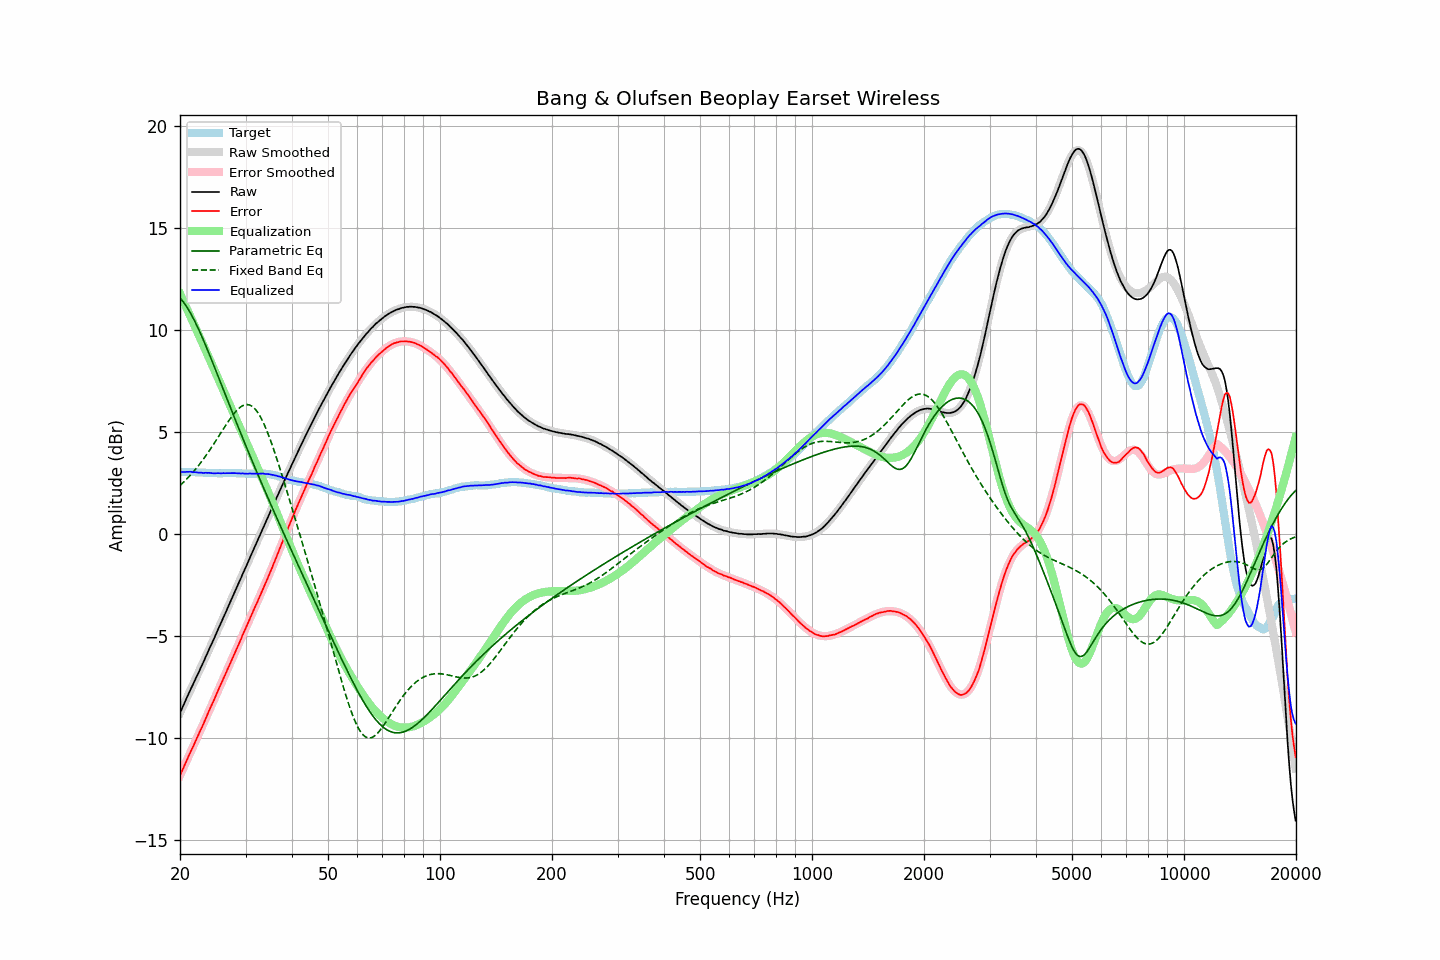 Bang & Olufsen Beoplay Earset Wireless
Target
Raw Smoothed
Error Smoothed
Raw
Error
Equalization
Parametric Eq
Fixed Band Eq
Equalized
Amplitude (dBr)
20
15
10
5
0
−5
−10
−15
20 50 100 200 500 1000 2000 5000 10000 20000
Frequency (Hz)